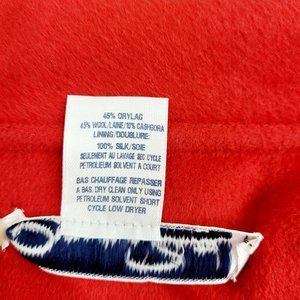 45% ORYLAG
45% WOOL/LAINE/10% CASHGORA
LINING/DOUBLURE:
100% SILK/SOIE
SEULEMENT AU LAVAGE SEC CYCLE
PETROLEUM SOLVENT A COURT
BAS CHAUFFAGE REPASSER
A BAS. DRY CLEAN ONLY USING
PETROLEUM SOLVENT SHORT
CYCLE LOW DRYER